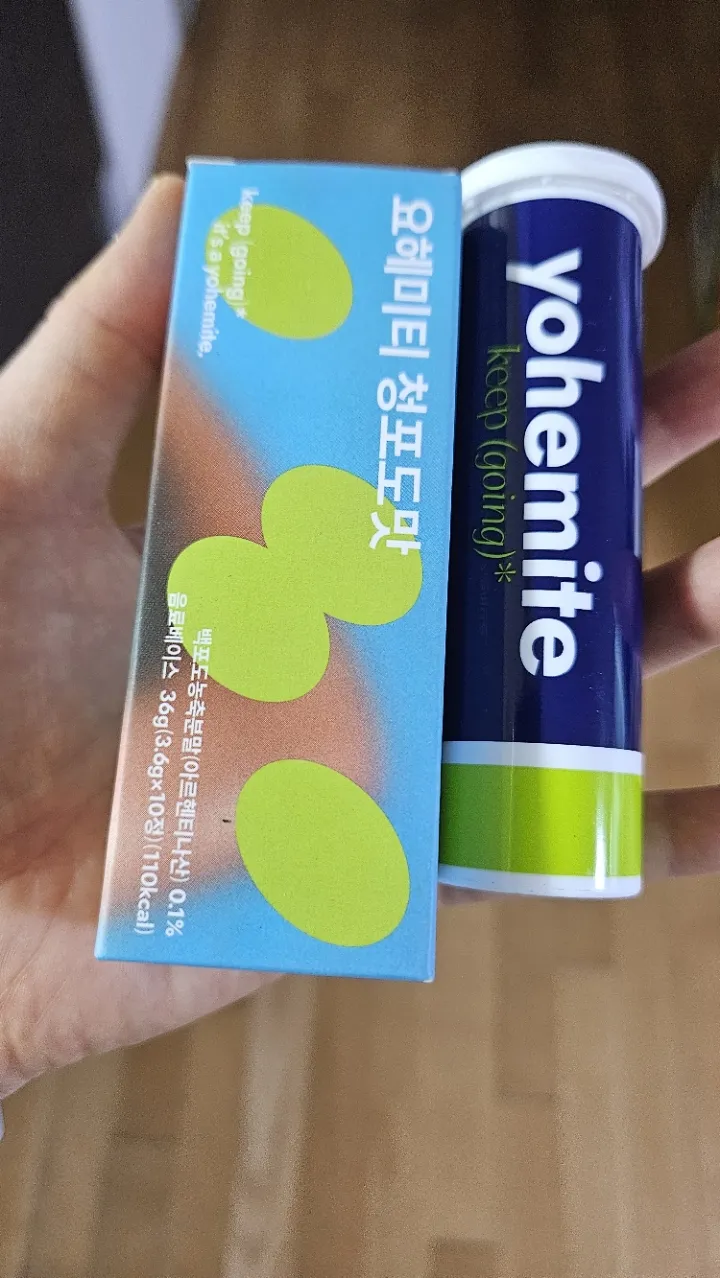 요헤미티 청포도맛
keep (going)*
it's a yohemite.
백포도농축분말(아르헨티나산) 0.1%
음료베이스 36g(3.6g×10정)(110kcal)
yohemite
keep (going)*